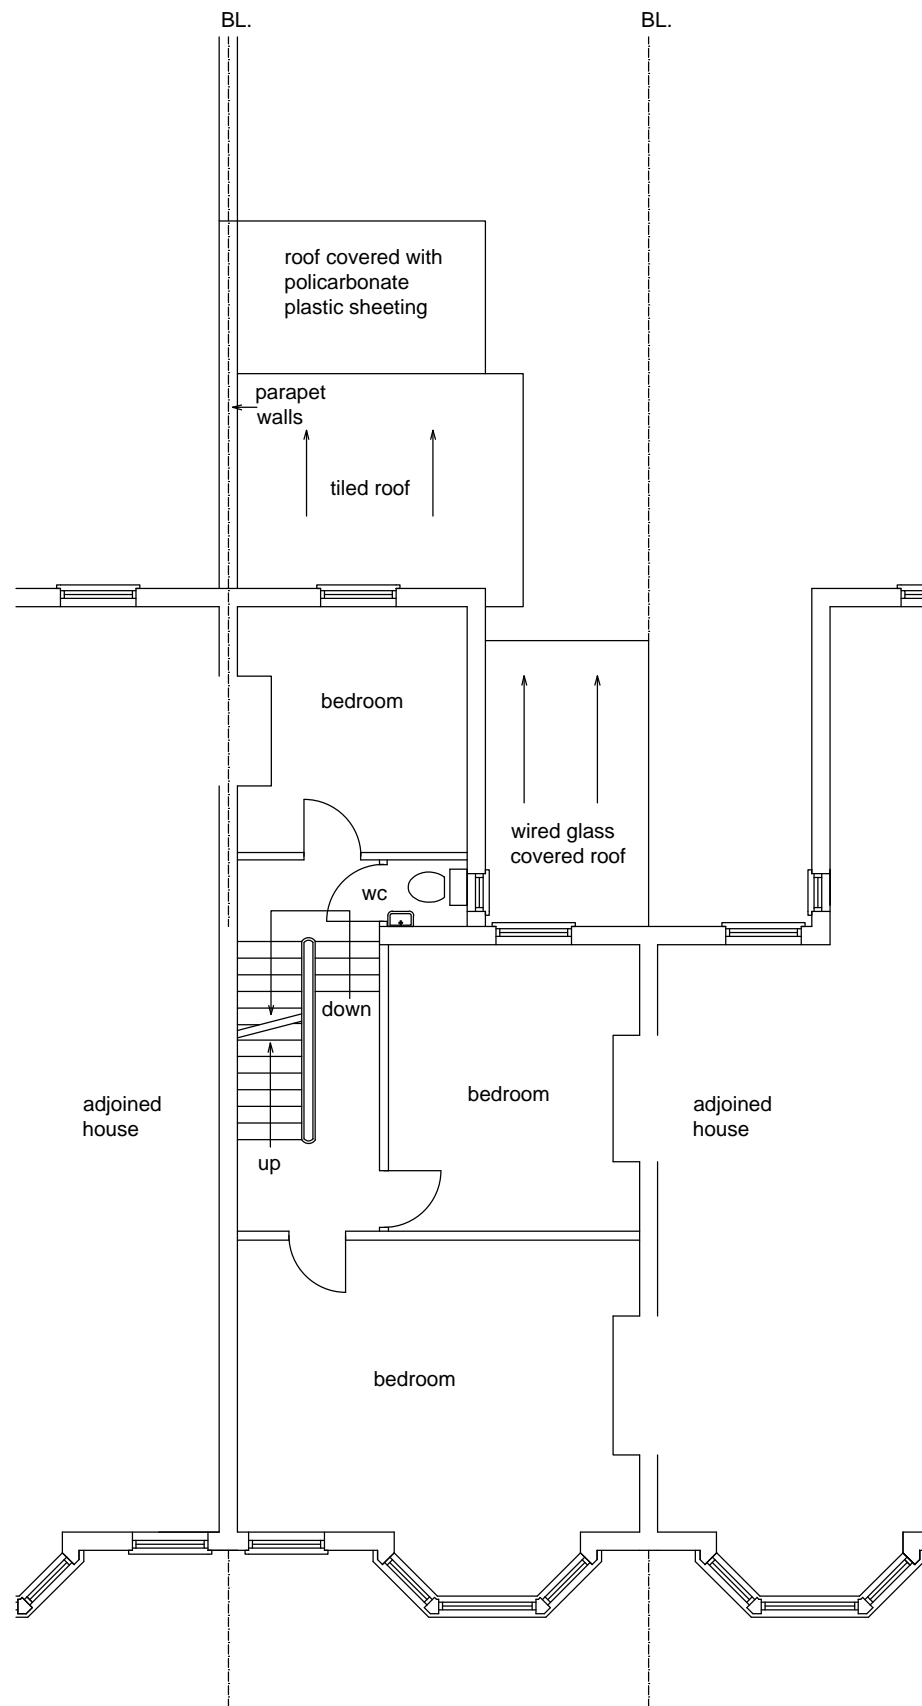 BL.
BL.
roof covered with
policarbonate
plastic sheeting
parapet
walls
tiled roof
bedroom
wired glass
covered roof
wc
down
bedroom
adjoined
house
adjoined
house
up
bedroom